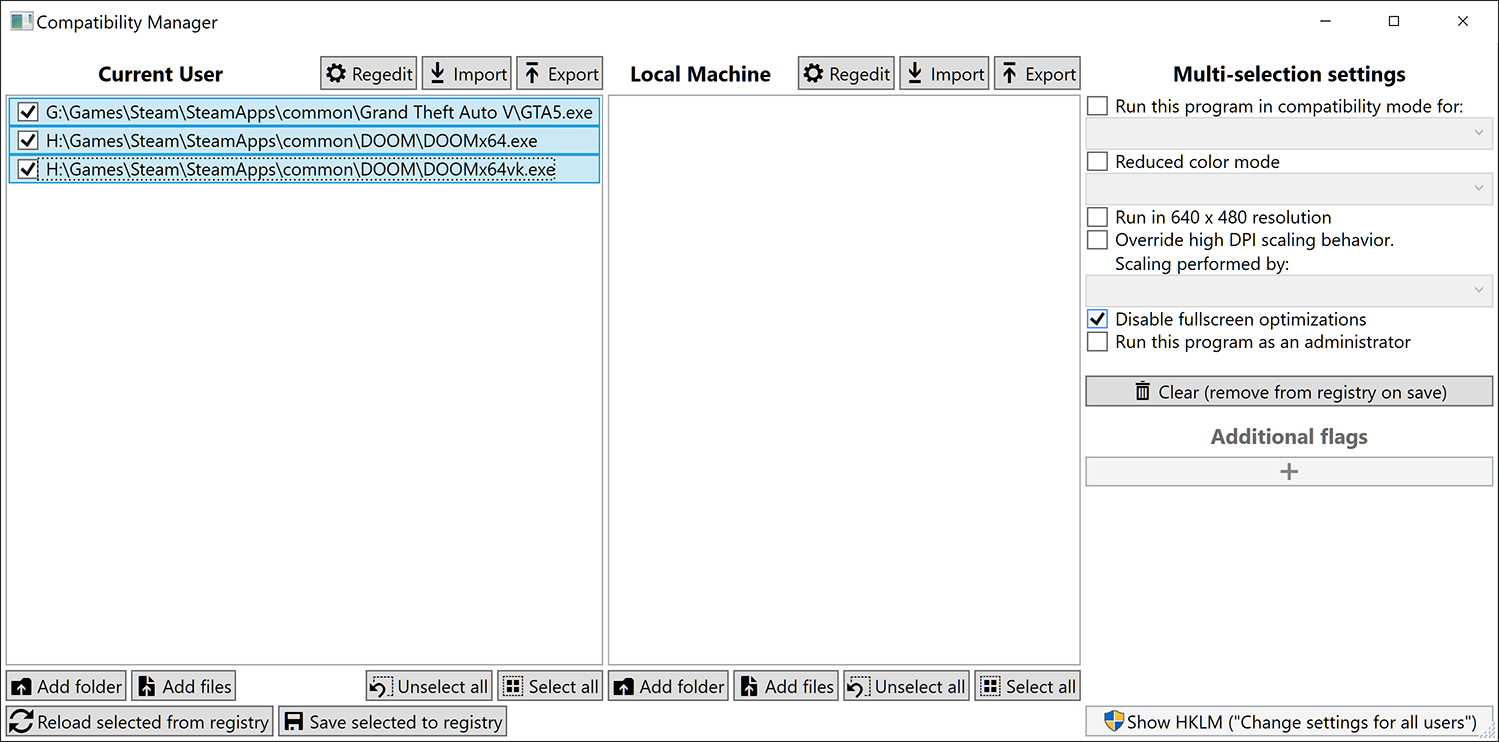 Compatibility Manager
Current User
Regedit
Import
Export
Local Machine
Regedit
Import
Export
Multi-selection settings
G:\Games\Steam\SteamApps\common\Grand Theft Auto V\GTA5.exe
H:\Games\Steam\SteamApps\common\DOOM\DOOMx64.exe
H:\Games\Steam\SteamApps\common\DOOM\DOOMx64vk.exe
Run this program in compatibility mode for:
Reduced color mode
Run in 640 x 480 resolution
Override high DPI scaling behavior.
Scaling performed by:
Disable fullscreen optimizations
Run this program as an administrator
Clear (remove from registry on save)
Additional flags
Add folder
Add files
Unselect all
Select all
Add folder
Add files
Unselect all
Select all
Reload selected from registry
Save selected to registry
Show HKLM ("Change settings for all users")